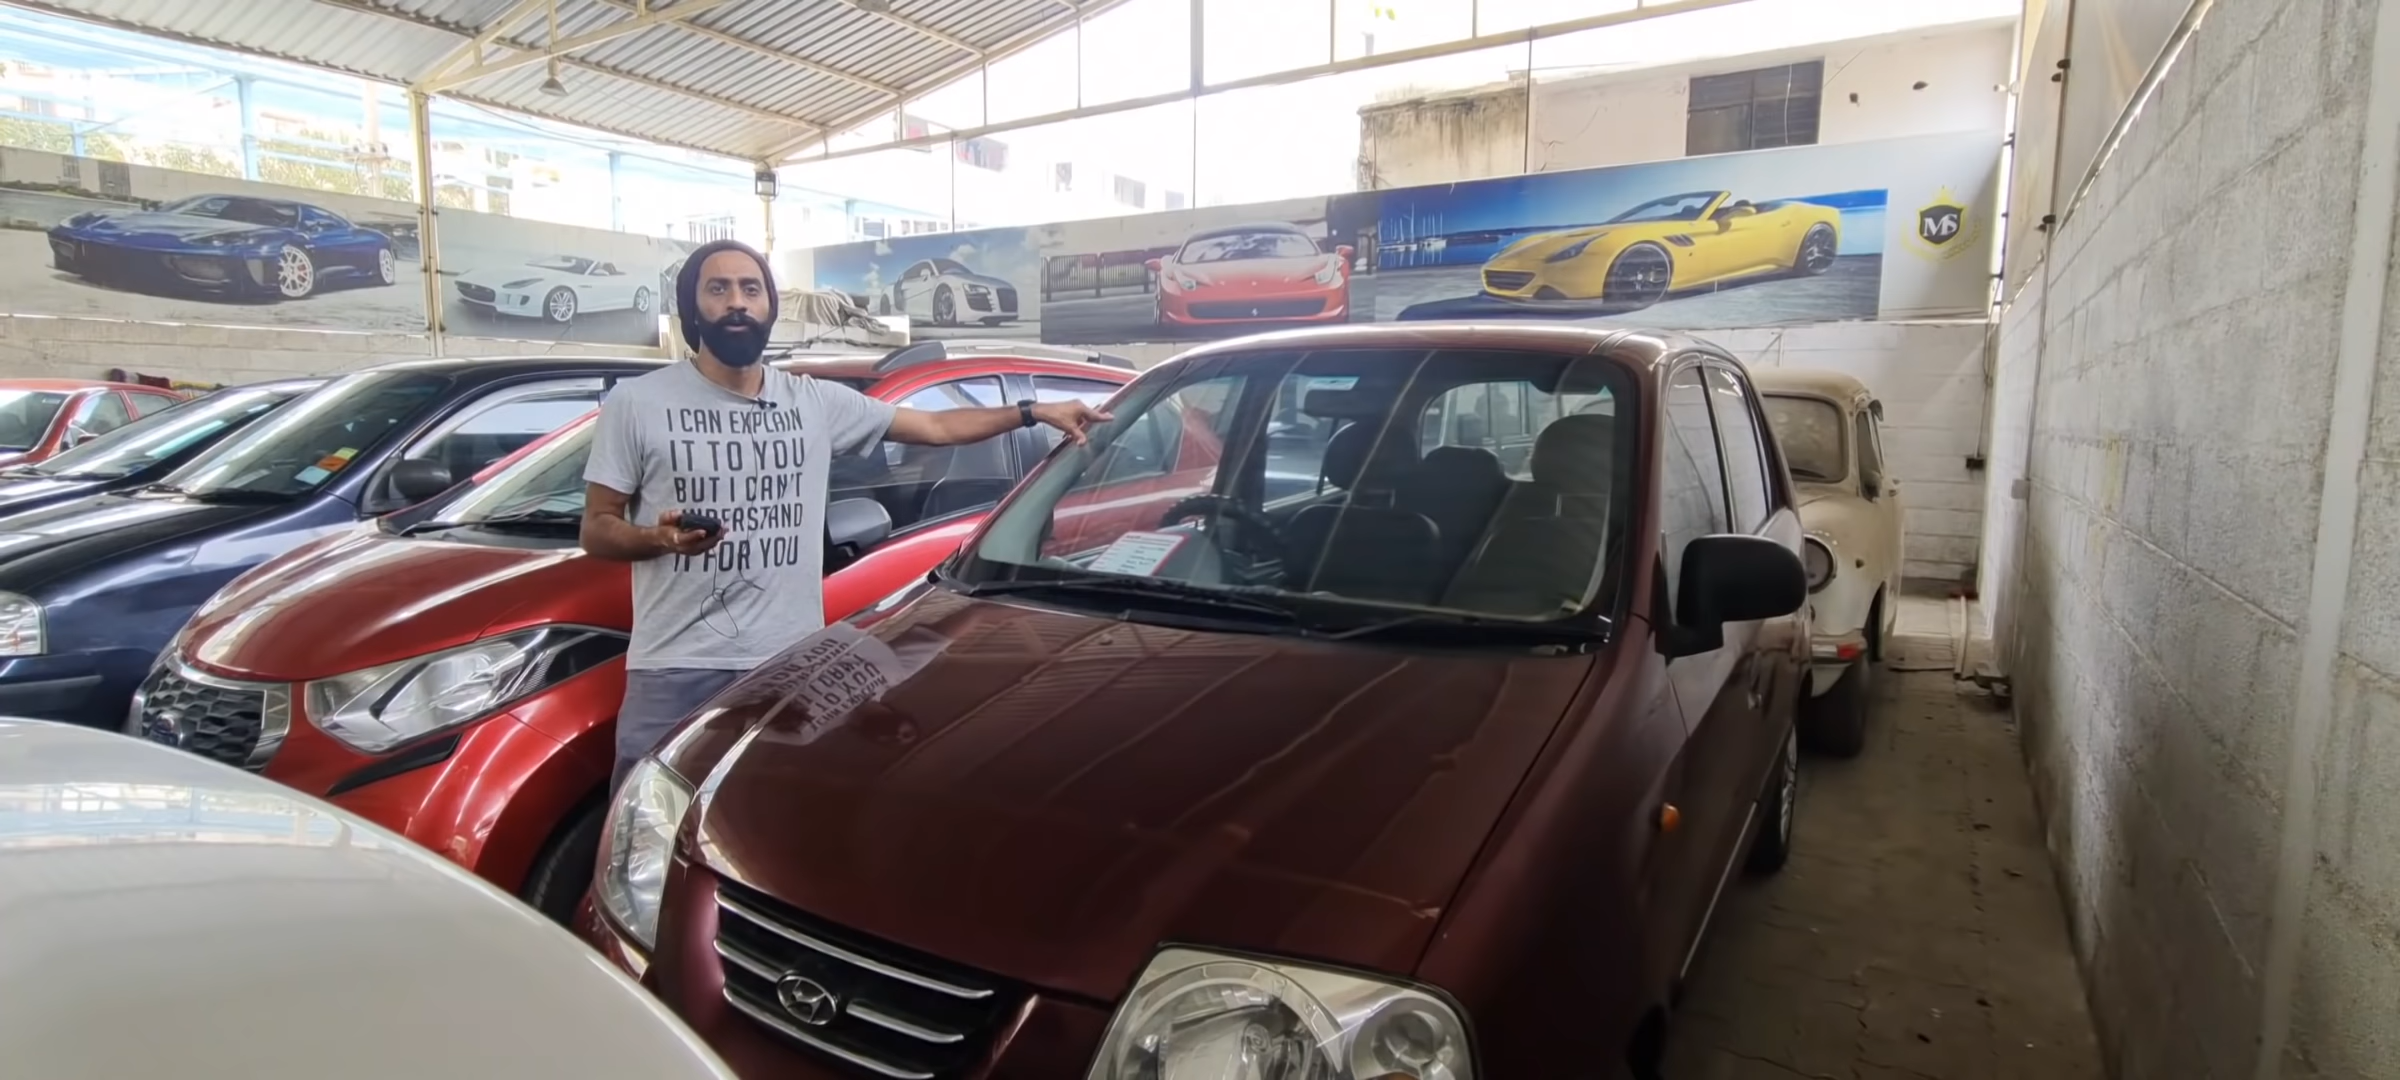 MS
I CAN EXPLAIN
IT TO YOU
BUT I CAN'T
UNDERSTAND
IT FOR YOU